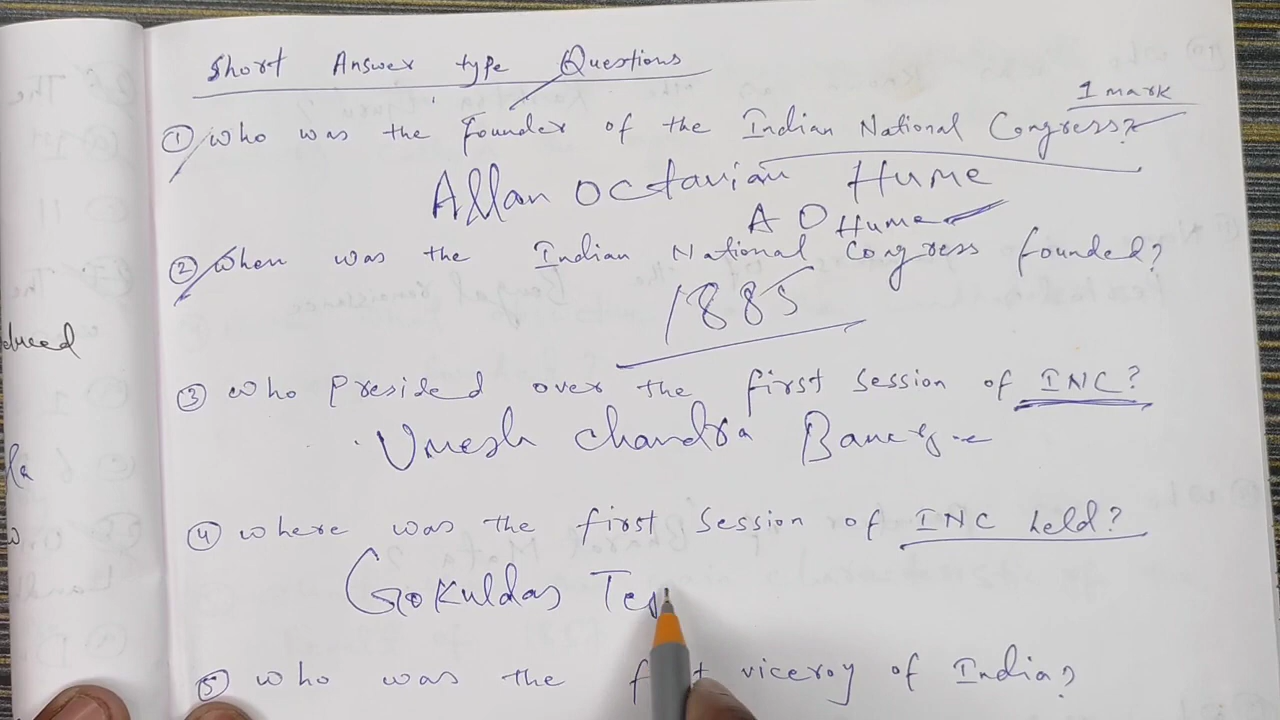 Short Answer type Questions
1 mark
① Who was the Founder of the Indian National Congress?
Allan Octavian Hume
A O Hume
② When was the Indian National Congress founded?
1885
③ Who presided over the first session of INC?
Umesh Chandra
④ Where was the first session of INC held?
Gokuldas Tej
⑤ Who was the viceroy of India?
duced